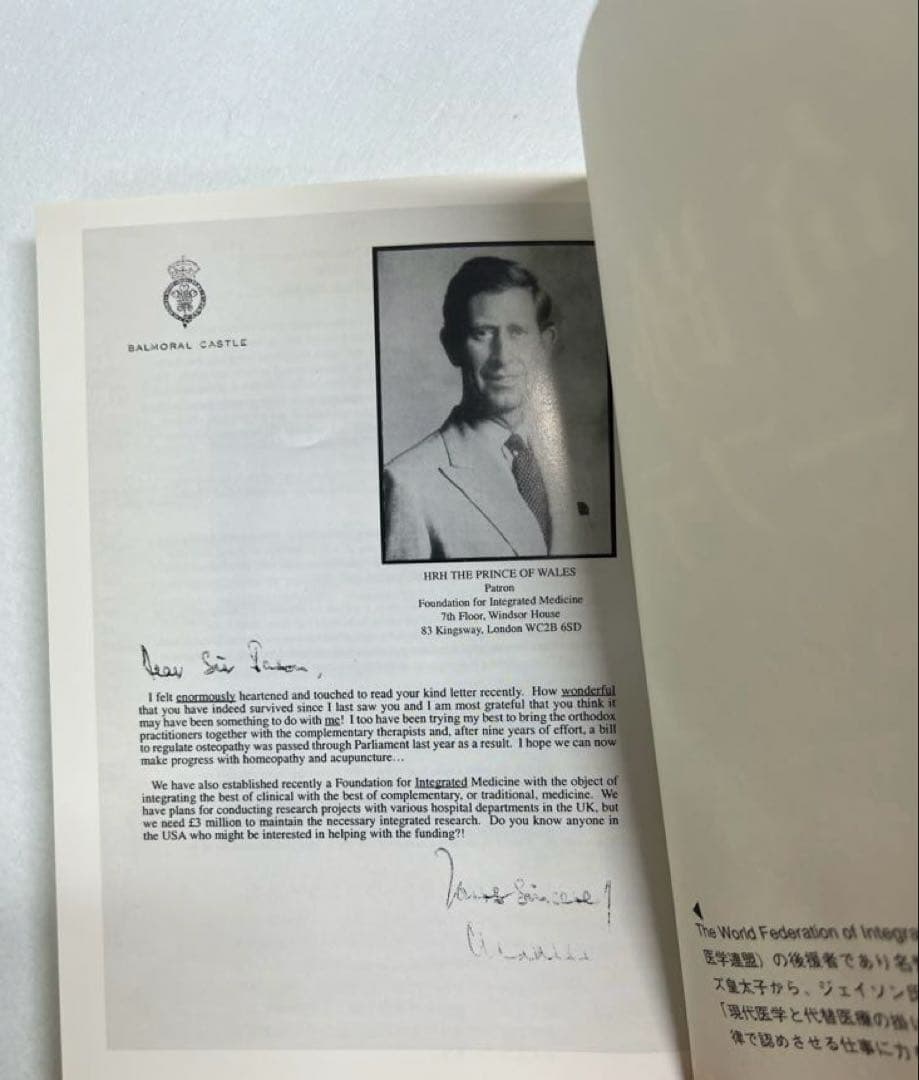 BALMORAL CASTLE
HRH THE PRINCE OF WALES
Patron
Foundation for Integrated Medicine
7th Floor, Windsor House
83 Kingsway, London WC2B 6SD
Dear Sir
I felt enormously heartened and touched to read your kind letter recently. How wonderful
that you have indeed survived since I last saw you and I am most grateful that you think it
may have been something to do with me! I too have been trying my best to bring the orthodox
practitioners together with the complementary therapists and, after nine years of effort, a bill
to regulate osteopathy was passed through Parliament last year as a result. I hope we can now
make progress with homeopathy and acupuncture...
We have also established recently a Foundation for Integrated Medicine with the object of
integrating the best of clinical with the best of complementary, or traditional, medicine. We
have plans for conducting research projects with various hospital departments in the UK, but
we need £3 million to maintain the necessary integrated research. Do you know anyone in
the USA who might be interested in helping with the funding?!
Yours Sincerely
Charles
The World Federation of Integra
医学連盟）の後援者であり名
ズ皇太子から、ジェイソン
「現代医学と代替医療の掛
律で認めさせる仕事に力